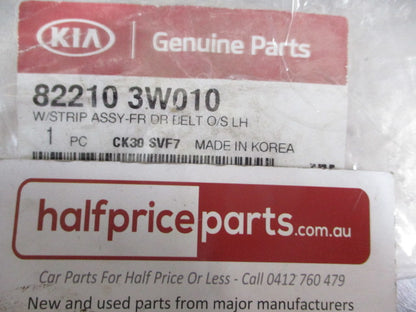 KIA Genuine Parts
82210 3W010
W/STRIP ASSY-FR DR BELT O/S LH
1 PC CK30 SVF7 MADE IN KOREA
halfpriceparts.com.au
Car Parts For Half Price Or Less - Call 0412 760 479
New and used parts from major manufacturers